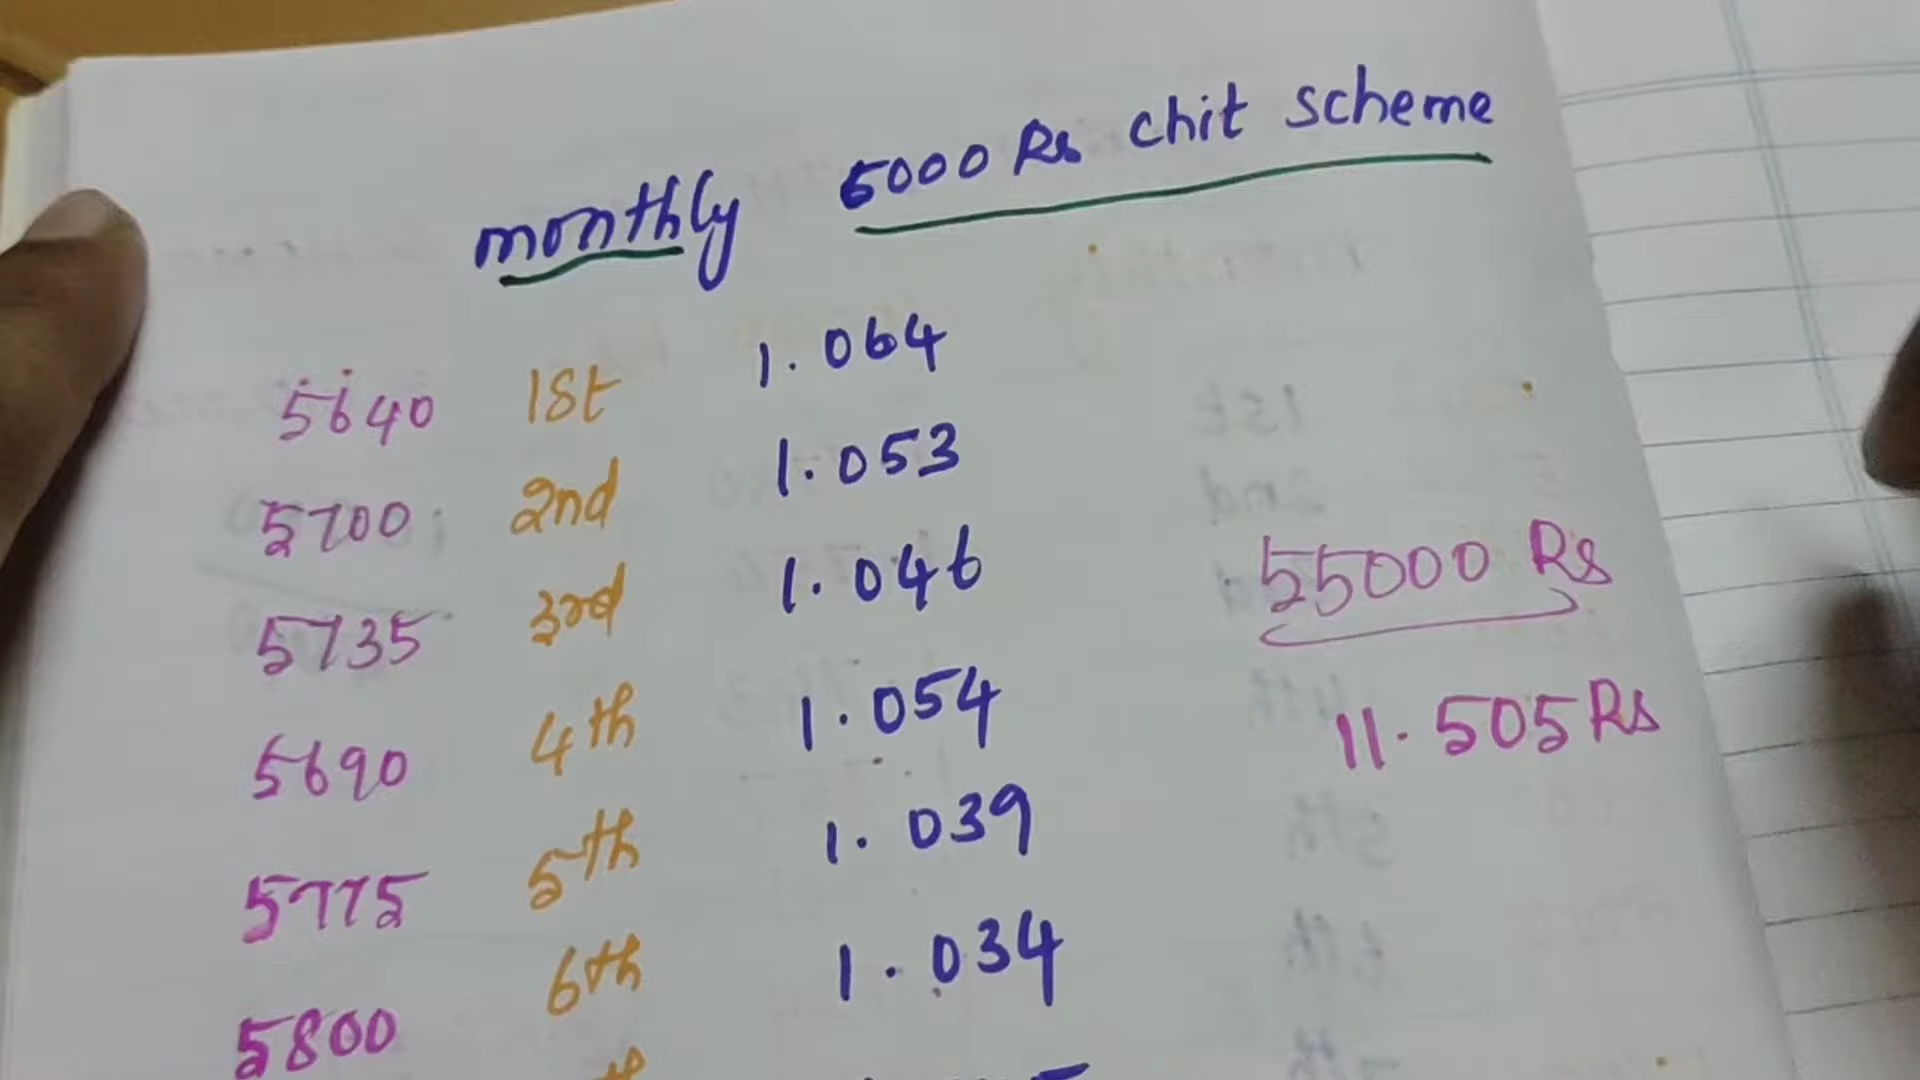 monthly 5000 Rs chit scheme
5640 1st 1.064
5700 2nd 1.053
5735 3rd 1.046
55000 Rs
5690 4th 1.054
11.505 Rs
5775 5th 1.039
5800 6th 1.034